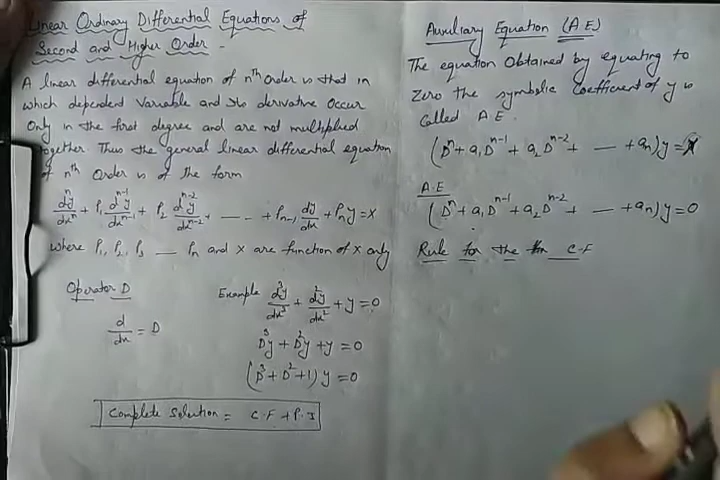 Linear Ordinary Differential Equations of
Second and Higher Order -
A linear differential equation of nth Order is that in
which dependent Variable and its derivative Occur
Only in the first degree and are not multiplied
together Thus the general linear differential equation
of nth Order is of the form
dⁿy/dxⁿ + P₁ dⁿ⁻¹y/dxⁿ⁻¹ + P₂ dⁿ⁻²y/dxⁿ⁻² + — - + Pₙ₋₁ dy/dx + Pₙy = X
where P₁, P₂, P₃ — Pₙ and X are function of X only
Operator D
d/dx = D
Example d³y/dx³ + d²y/dx² + y = 0
D³y + D²y + y = 0
(D³ + D² + 1) y = 0
Complete Solution = C.F. + P.I
Auxiliary Equation (A.E)
The equation Obtained by equating to
Zero the symbolic Coefficient of y is
Called A.E.
(Dⁿ + a₁Dⁿ⁻¹ + a₂Dⁿ⁻² + — - + aₙ)y = X
A.E
(Dⁿ + a₁Dⁿ⁻¹ + a₂Dⁿ⁻² + — + aₙ)y = 0
Rule for the C.F